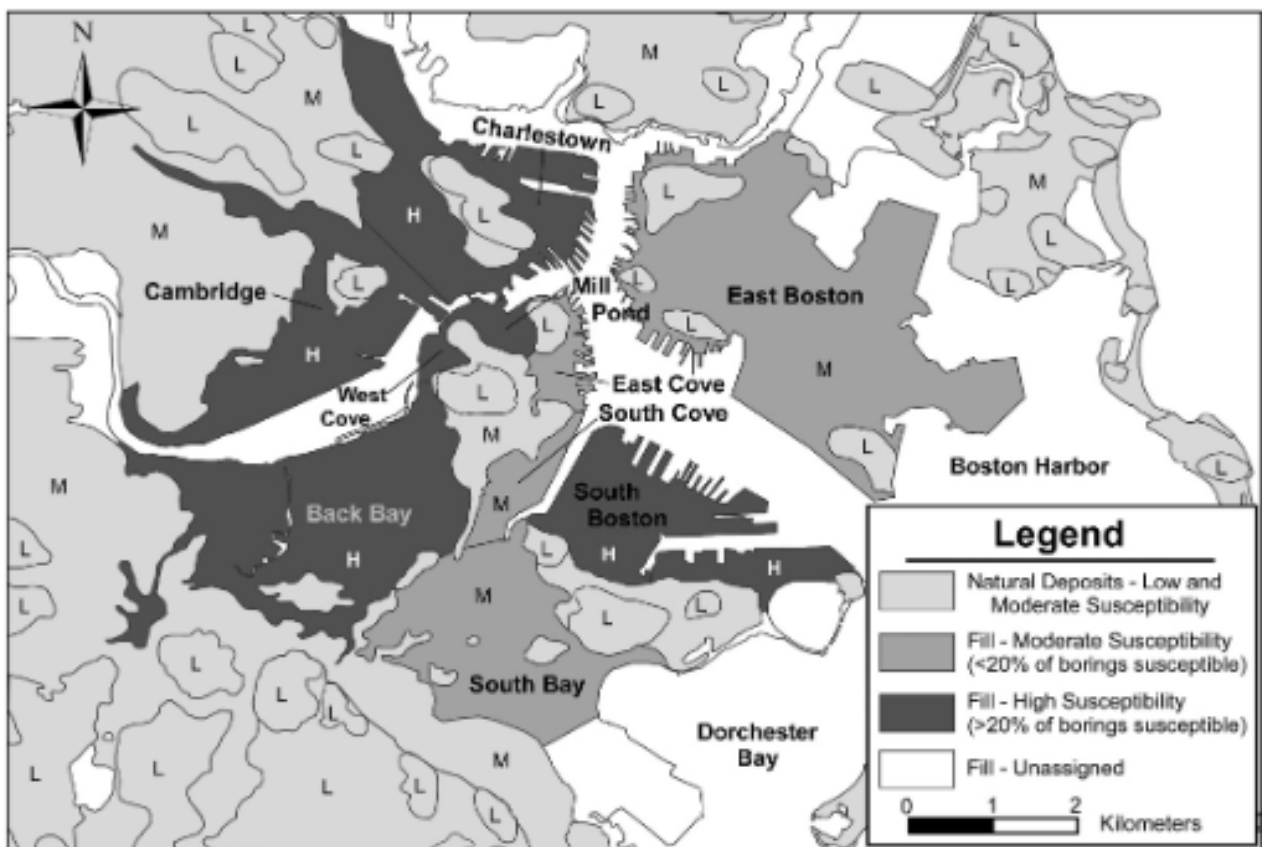 N
L
L
M
L
L
M
L
L
L
L
L
M
L
L
Charlestown
H
L
L
M
Cambridge
L
H
Mill
Pond
L
L
L
East Boston
M
West
Cove
L
East Cove
South Cove
M
L
Boston Harbor
L
M
L
Back Bay
H
M
South
Boston
H
H
L
M
L
L
L
L
South Bay
L
L
L
M
Dorchester
Bay
L
L
L
L
Legend
Natural Deposits - Low and
Moderate Susceptibility
Fill - Moderate Susceptibility
(<20% of borings susceptible)
Fill - High Susceptibility
(>20% of borings susceptible)
Fill - Unassigned
0 1 2
Kilometers